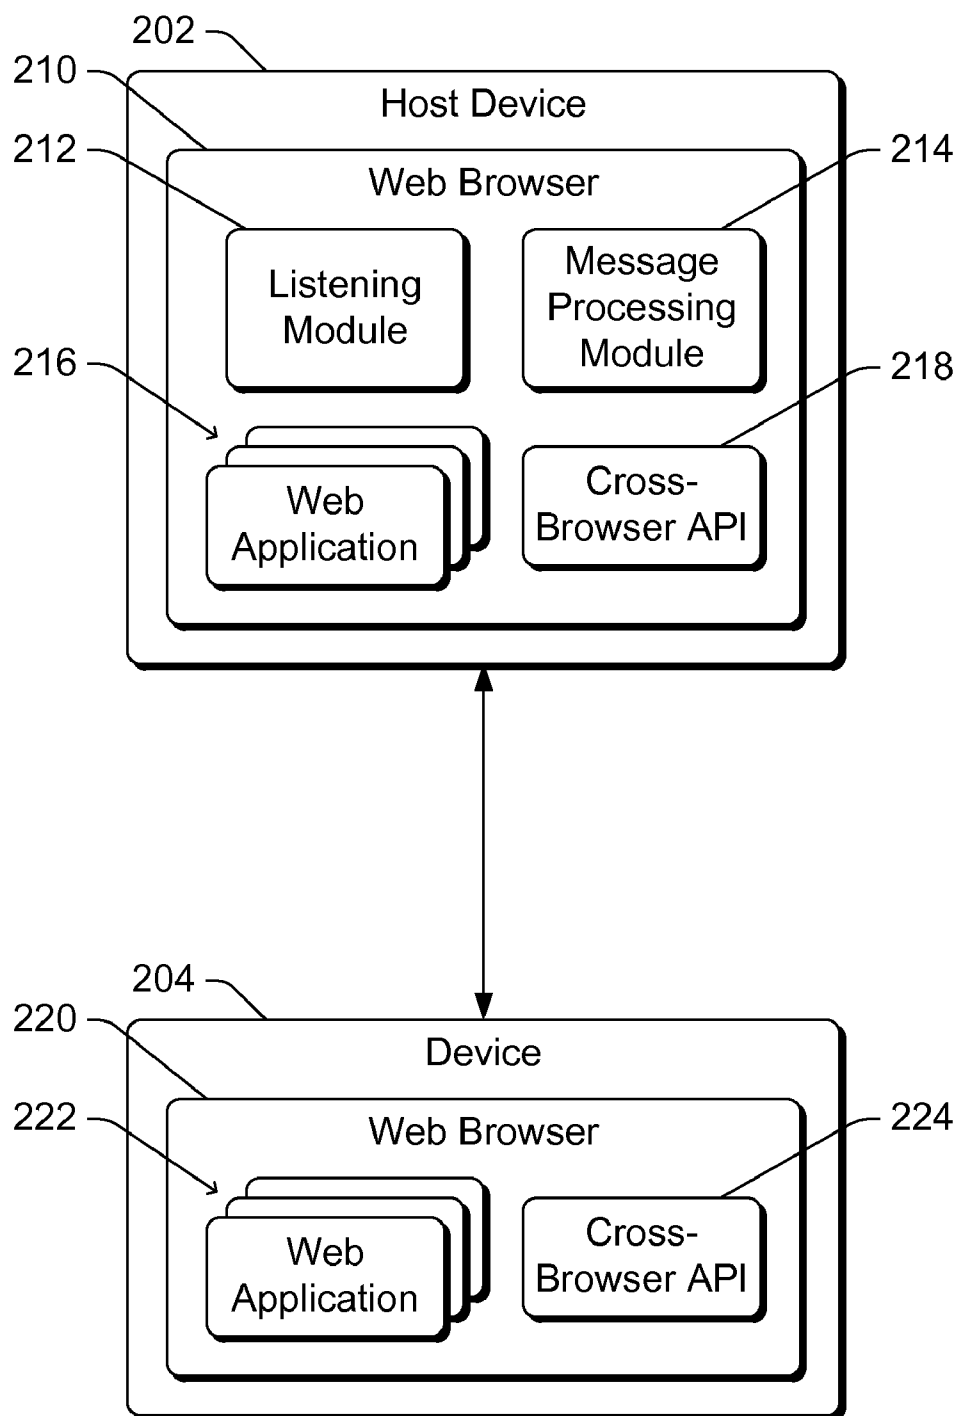 202
210
Host Device
212
214
Web Browser
Listening
Module
Message
Processing
Module
216
218
Web
Application
Cross-
Browser API
204
220
Device
222
224
Web Browser
Web
Application
Cross-
Browser API